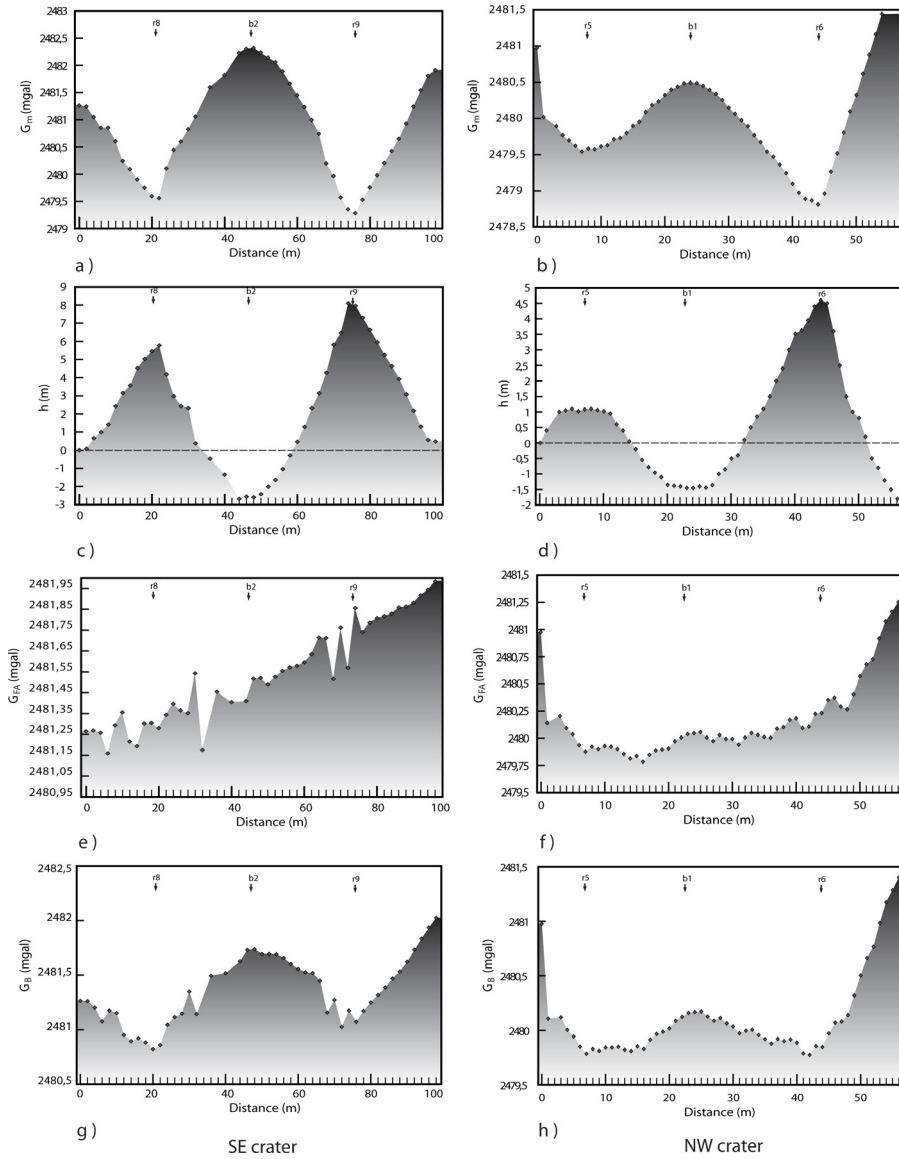 2483
2482,5
2482
2481,5
2481
2480,5
2480
2479,5
2479
G_m (mgal)
r8 b2 r9
0 20 40 60 80 100
Distance (m)
a )
2481,5
2481
2480,5
2480
2479,5
2479
2478,5
G_m (mgal)
r5 b1 r6
0 10 20 30 40 50
Distance (m)
b )
9
8
7
6
5
4
3
2
1
0
-1
-2
-3
h (m)
r8 b2 r9
0 20 40 60 80 100
Distance (m)
c )
5
4,5
4
3,5
3
2,5
2
1,5
1
0,5
0
-0,5
-1
-1,5
-2
h (m)
r5 b1 r6
0 10 20 30 40 50
Distance (m)
d )
2481,95
2481,85
2481,75
2481,65
2481,55
2481,45
2481,35
2481,25
2481,15
2481,05
2480,95
G_FA (mgal)
r8 b2 r9
0 20 40 60 80 100
Distance (m)
e )
2481,5
2481,25
2481
2480,75
2480,5
2480,25
2480
2479,75
2479,5
G_FA (mgal)
r5 b1 r6
0 10 20 30 40 50
Distance (m)
f )
2482,5
2482
2481,5
2481
2480,5
G_B (mgal)
r8 b2 r9
0 20 40 60 80 100
Distance (m)
g )
2481,5
2481
2480,5
2480
2479,5
G_B (mgal)
r5 b1 r6
0 10 20 30 40 50
Distance (m)
h )
SE crater
NW crater